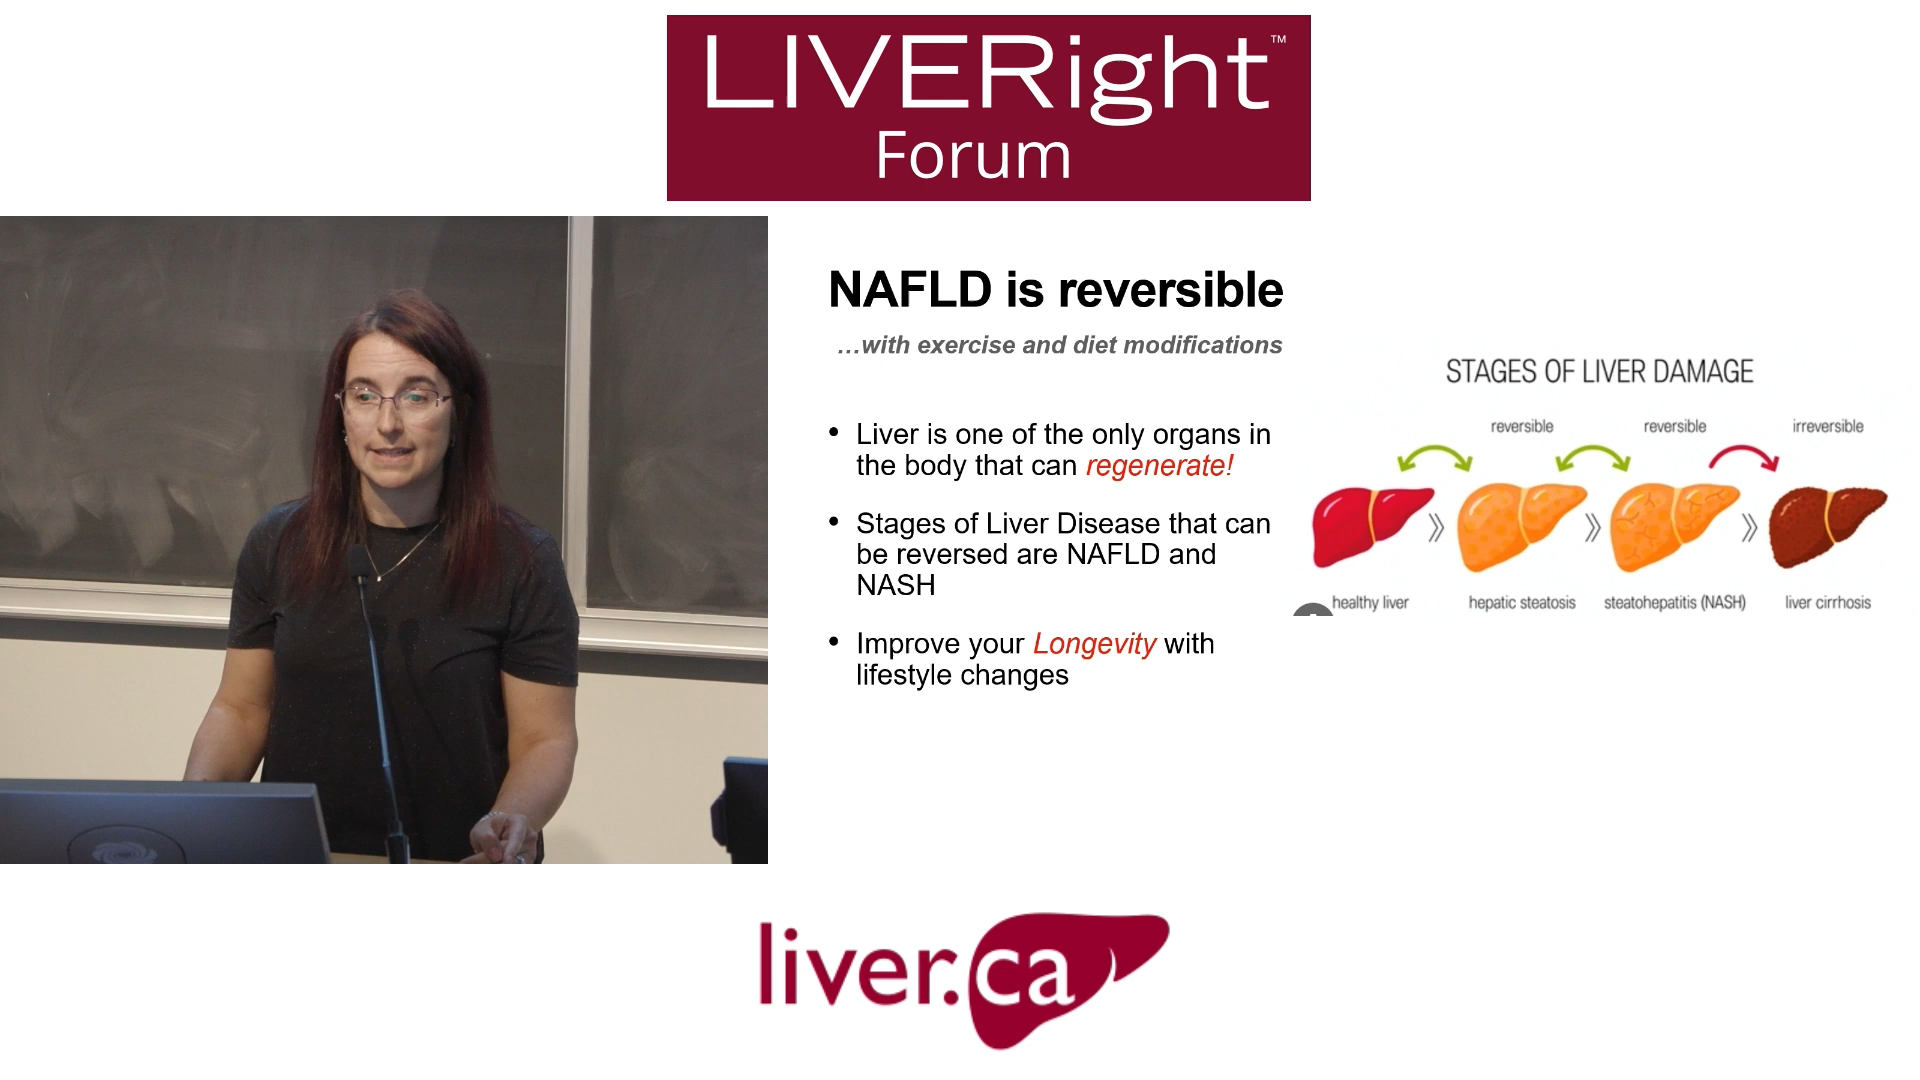 LIVERight™
Forum
NAFLD is reversible
...with exercise and diet modifications
• Liver is one of the only organs in
the body that can regenerate!
• Stages of Liver Disease that can
be reversed are NAFLD and
NASH
• Improve your Longevity with
lifestyle changes
STAGES OF LIVER DAMAGE
reversible
reversible
irreversible
healthy liver
hepatic steatosis
steatohepatitis (NASH)
liver cirrhosis
liver.ca